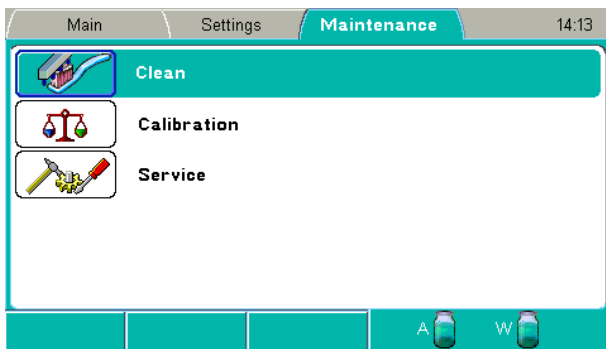 Main Settings Maintenance 14:13
Clean
Calibration
Service
A W